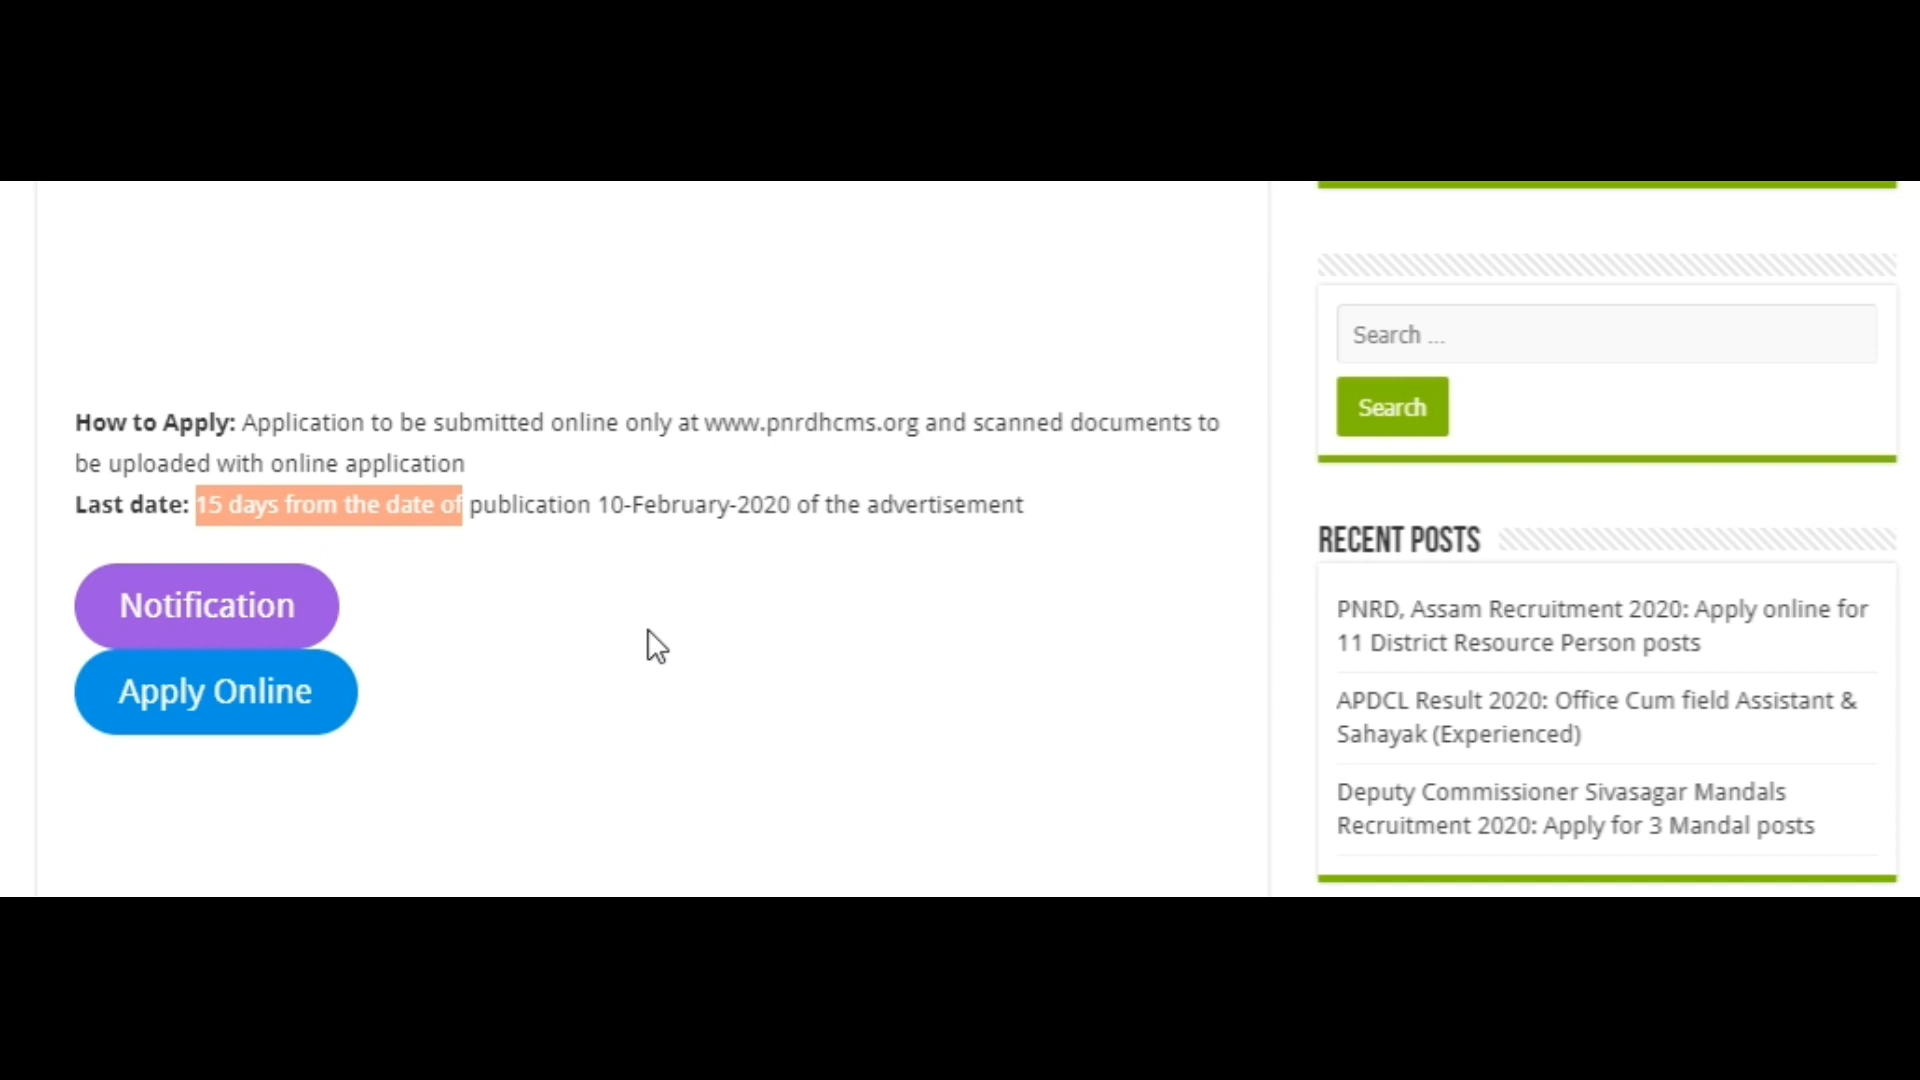 How to Apply: Application to be submitted online only at www.pnrdhcms.org and scanned documents to
be uploaded with online application
Last date: 15 days from the date of publication 10-February-2020 of the advertisement
Notification
Apply Online
Search ...
Search
RECENT POSTS
PNRD, Assam Recruitment 2020: Apply online for
11 District Resource Person posts
APDCL Result 2020: Office Cum field Assistant &
Sahayak (Experienced)
Deputy Commissioner Sivasagar Mandals
Recruitment 2020: Apply for 3 Mandal posts